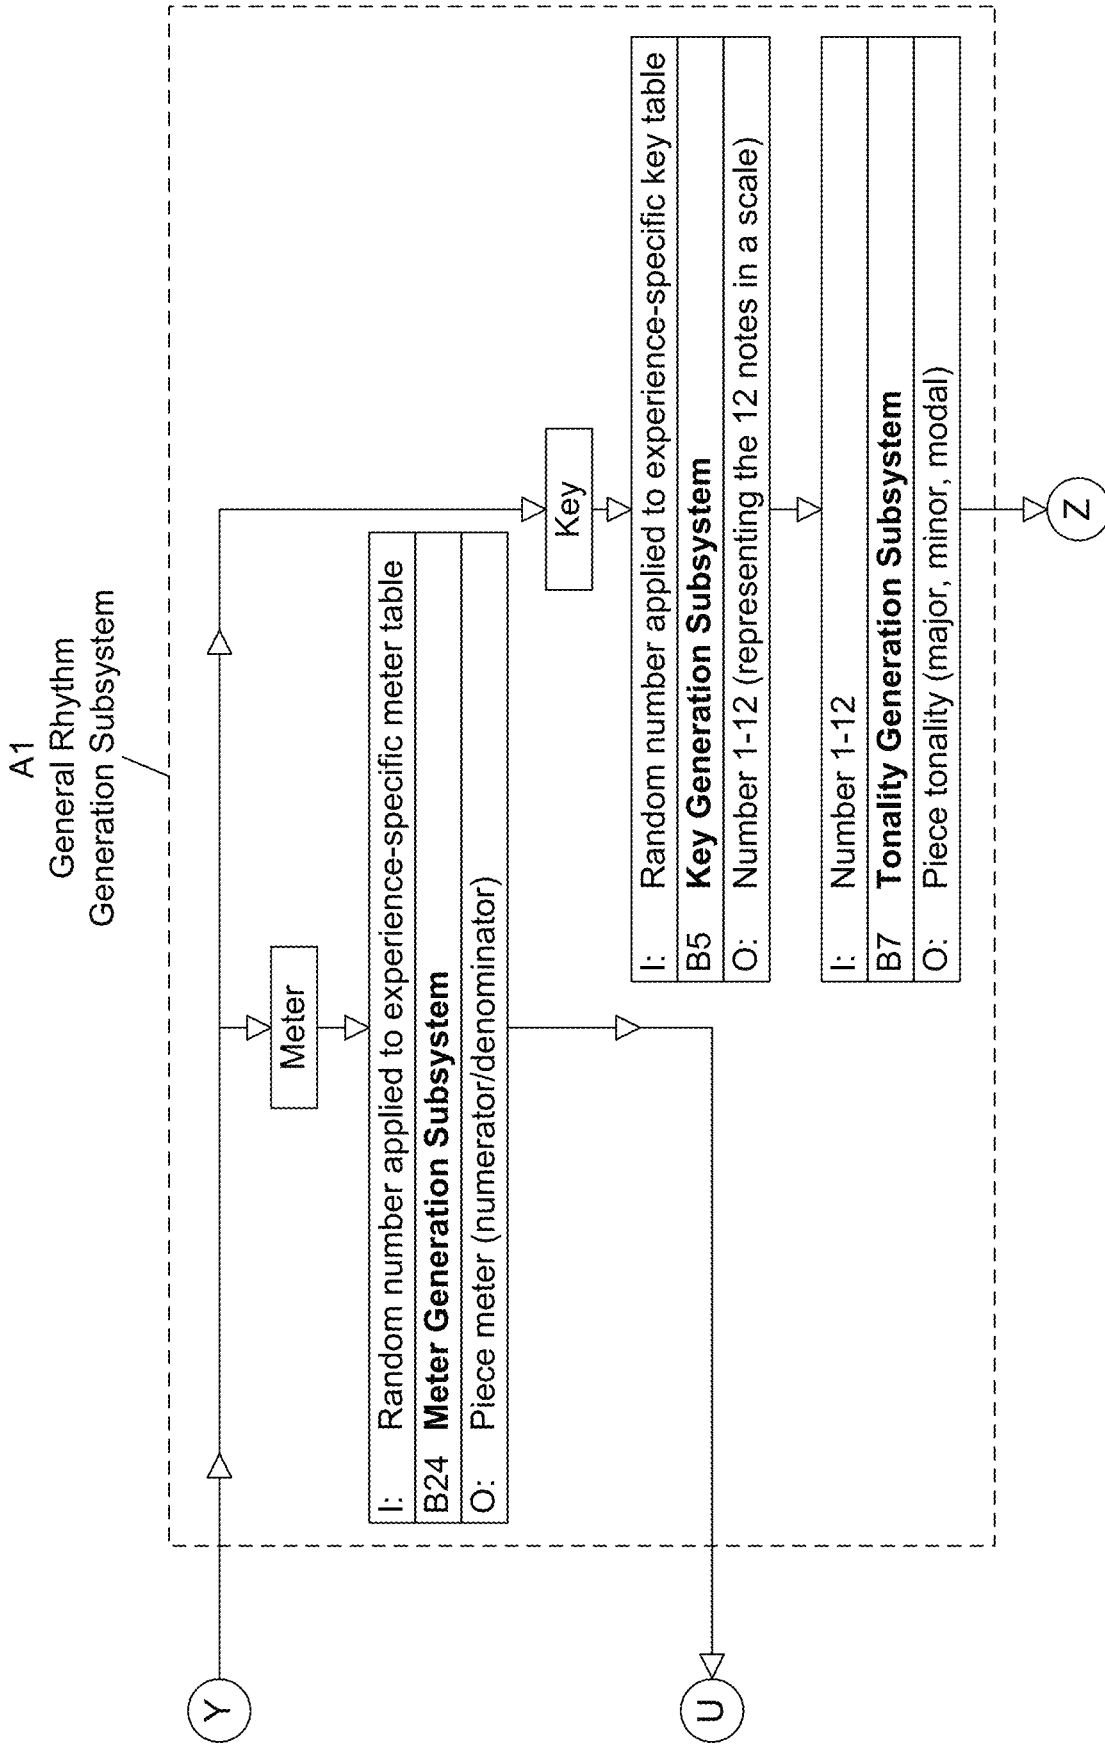 A1
General Rhythm
Generation Subsystem
Y
Meter
I: Random number applied to experience-specific meter table
B24 Meter Generation Subsystem
O: Piece meter (numerator/denominator)
Key
I: Random number applied to experience-specific key table
B5 Key Generation Subsystem
O: Number 1-12 (representing the 12 notes in a scale)
U
I: Number 1-12
B7 Tonality Generation Subsystem
O: Piece tonality (major, minor, modal)
Z